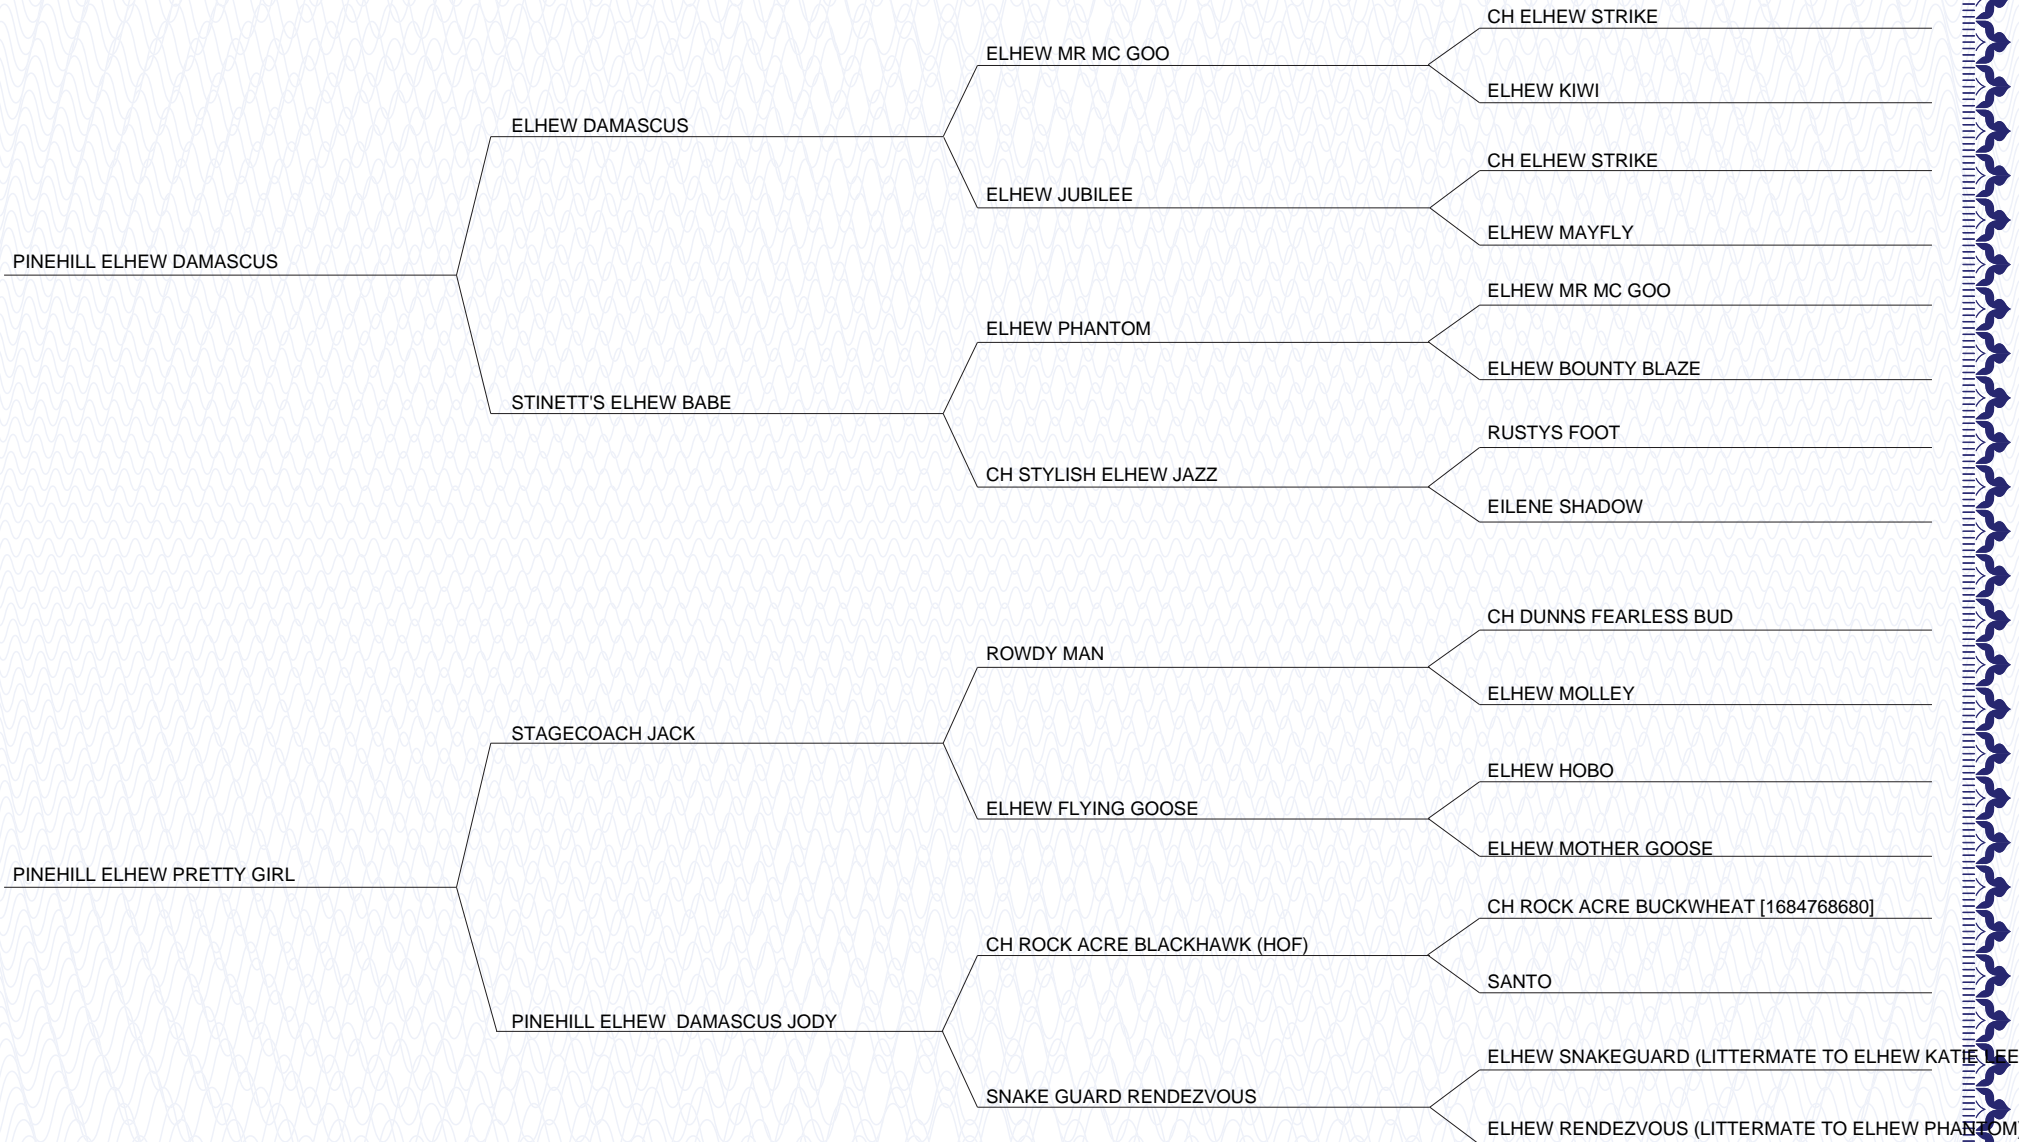 CH ELHEW STRIKE
ELHEW MR MC GOO
ELHEW KIWI
ELHEW DAMASCUS
CH ELHEW STRIKE
ELHEW JUBILEE
ELHEW MAYFLY
PINEHILL ELHEW DAMASCUS
ELHEW MR MC GOO
ELHEW PHANTOM
ELHEW BOUNTY BLAZE
STINETT'S ELHEW BABE
RUSTYS FOOT
CH STYLISH ELHEW JAZZ
EILENE SHADOW
CH DUNNS FEARLESS BUD
ROWDY MAN
ELHEW MOLLEY
STAGECOACH JACK
ELHEW HOBO
ELHEW FLYING GOOSE
ELHEW MOTHER GOOSE
PINEHILL ELHEW PRETTY GIRL
CH ROCK ACRE BUCKWHEAT [1684768680]
CH ROCK ACRE BLACKHAWK (HOF)
SANTO
PINEHILL ELHEW  DAMASCUS JODY
ELHEW SNAKEGUARD (LITTERMATE TO ELHEW KATIE LEE
SNAKE GUARD RENDEZVOUS
ELHEW RENDEZVOUS (LITTERMATE TO ELHEW PHANTOM)